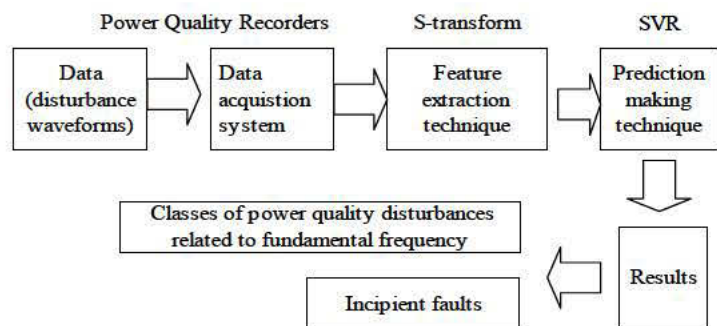 Power Quality Recorders
S-transform
SVR
Data
(disturbance
waveforms)
Data
acquistion
system
Feature
extraction
technique
Prediction
making
technique
Classes of power quality disturbances
related to fundamental frequency
Results
Incipient faults